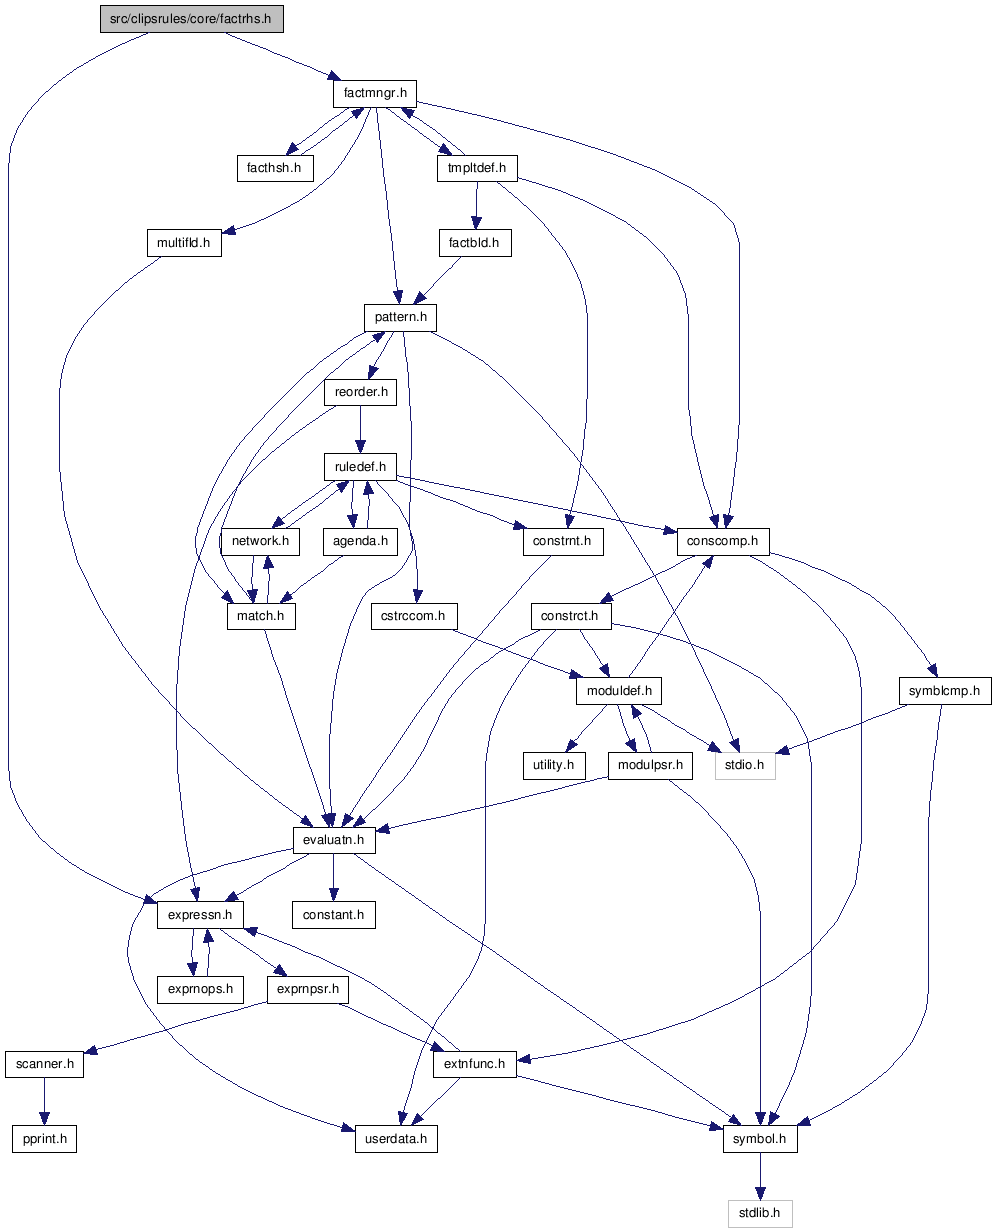 src/clipsrules/core/factrhs.h
factmngr.h
facthsh.h
tmpltdef.h
multifld.h
factbld.h
pattern.h
reorder.h
ruledef.h
network.h
agenda.h
constrnt.h
conscomp.h
match.h
cstrccom.h
constrct.h
moduldef.h
symblcmp.h
utility.h
modulpsr.h
stdio.h
evaluatn.h
expressn.h
constant.h
exprnops.h
exprnpsr.h
scanner.h
extnfunc.h
pprint.h
userdata.h
symbol.h
stdlib.h